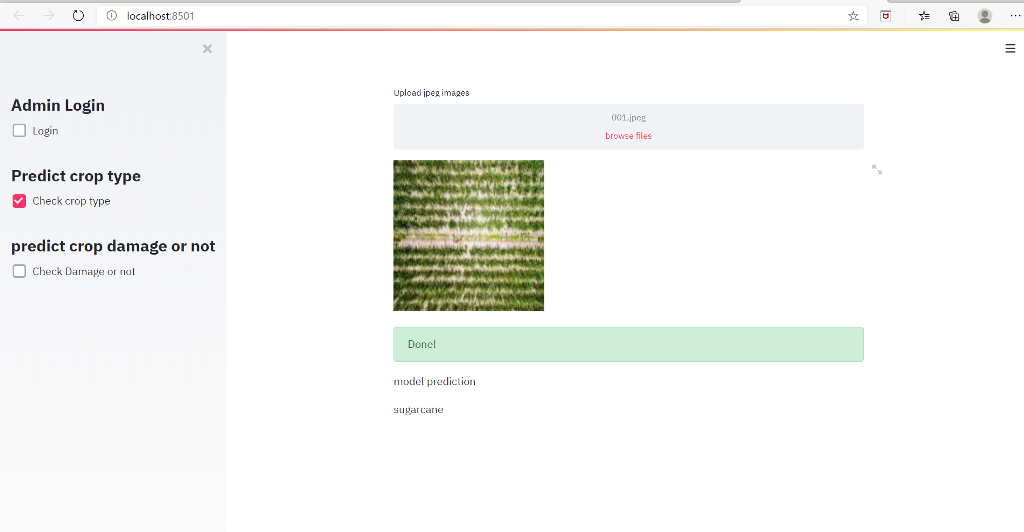 localhost:8501
Admin Login
Login
Predict crop type
Check crop type
predict crop damage or not
Check Damage or not
Upload jpeg images
001.jpeg
browse files
Done!
model prediction
sugarcane